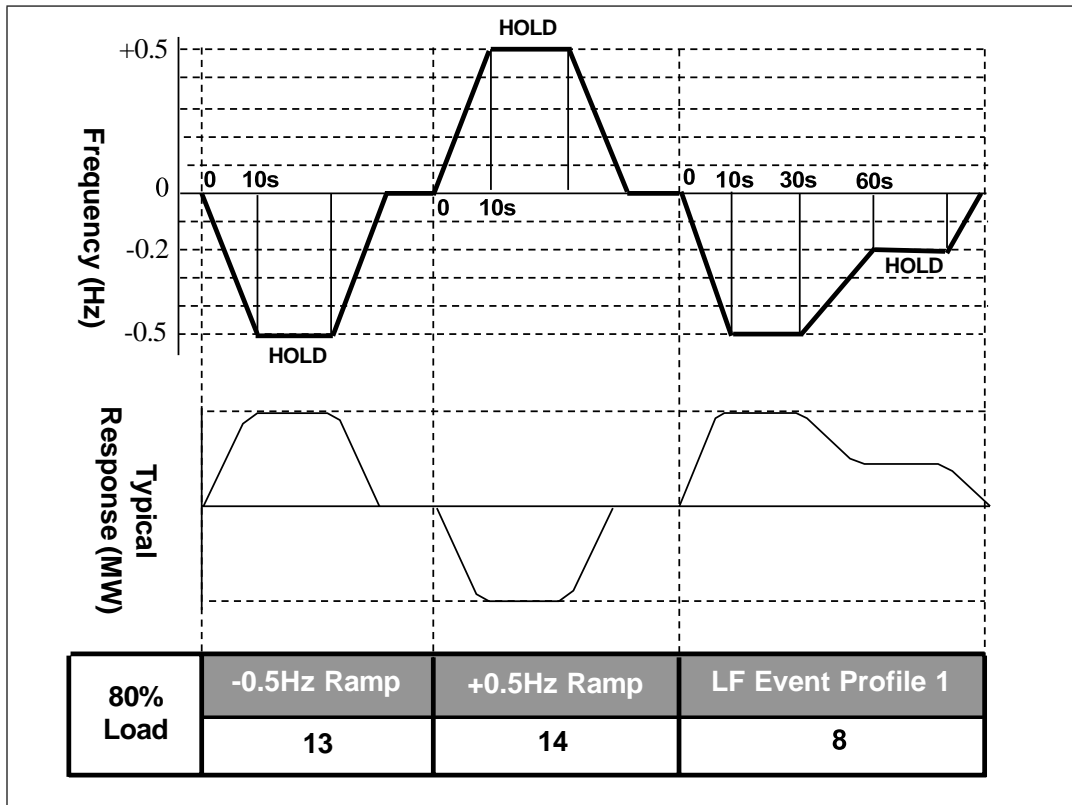 HOLD
+0.5
0 10s
0
0 10s
0 10s 30s 60s
-0.2
HOLD
-0.5
HOLD
Frequency (Hz)
Typical
Response (MW)
80%
Load
-0.5Hz Ramp
+0.5Hz Ramp
LF Event Profile 1
13
14
8